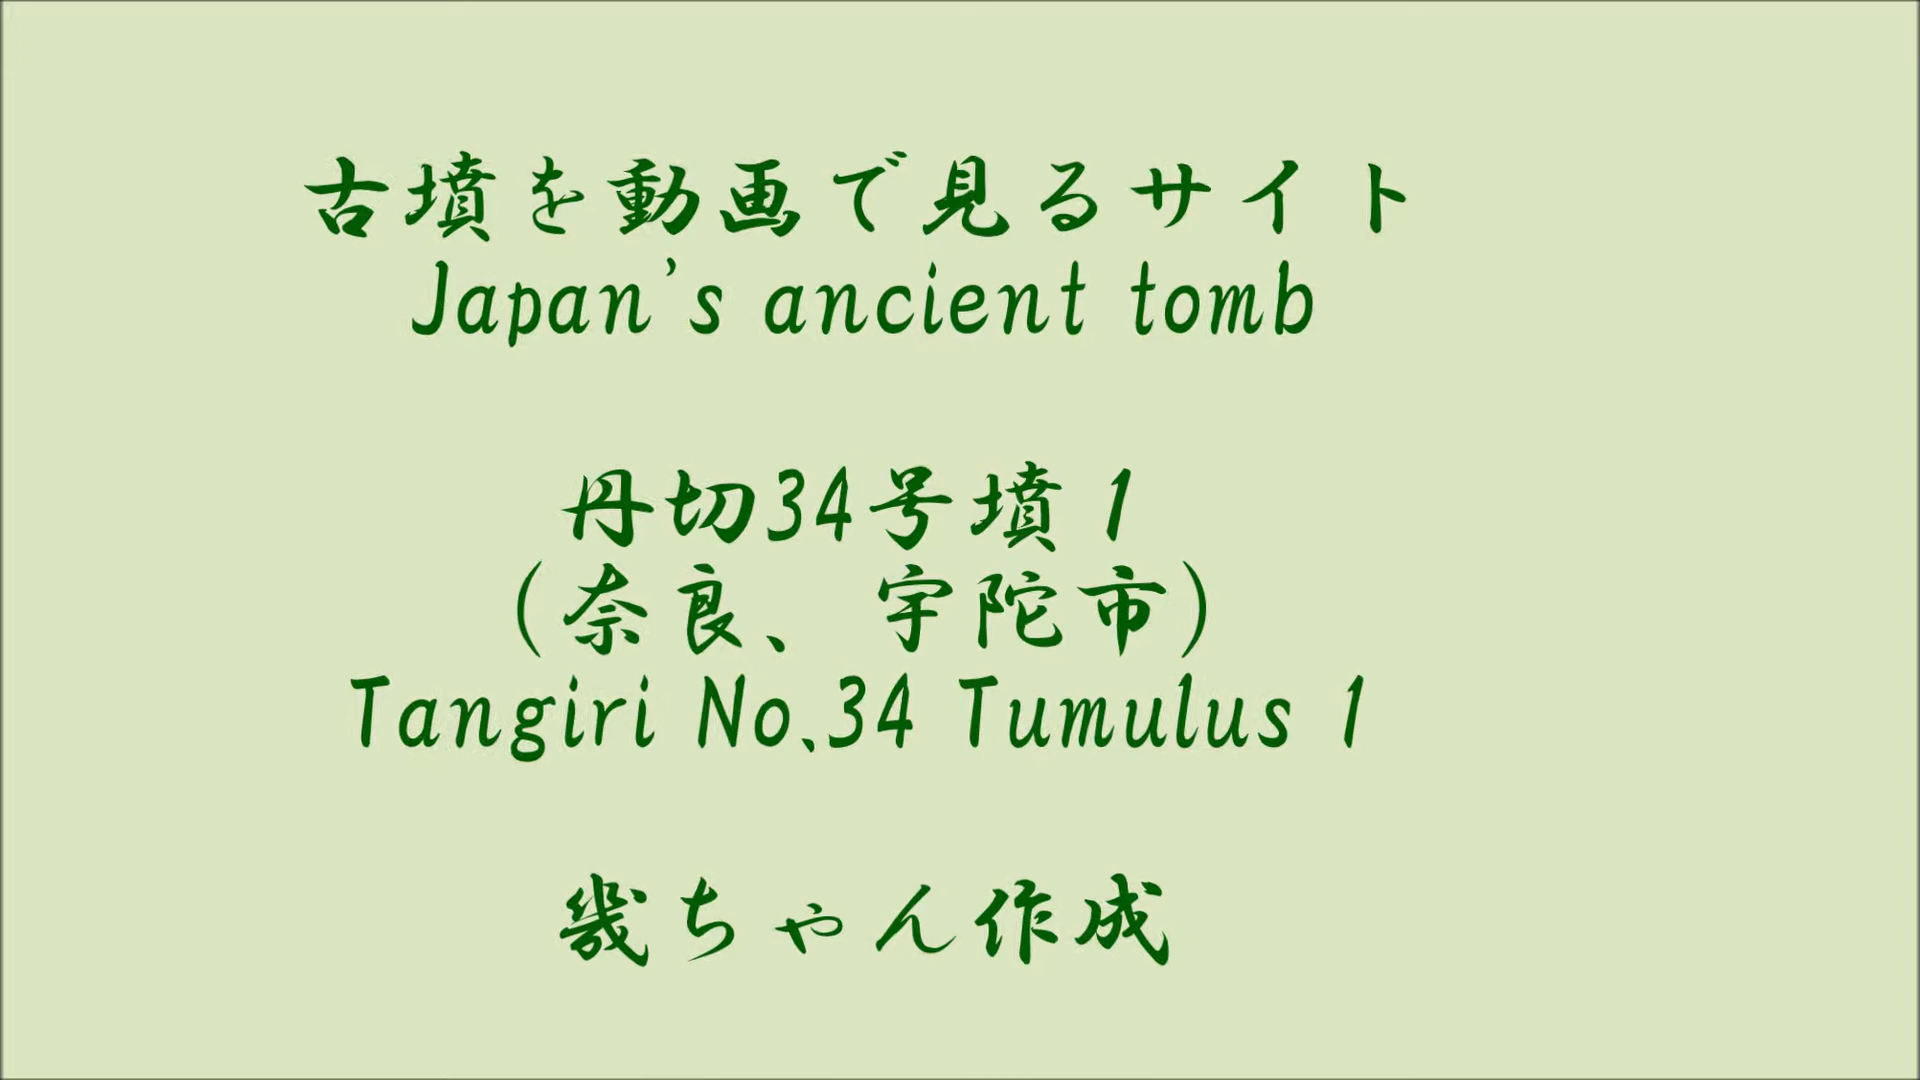 古墳を動画で見るサイト
Japan's ancient tomb
丹切34号墳1
(奈良、宇陀市)
Tangiri No.34 Tumulus 1
幾ちゃん作成